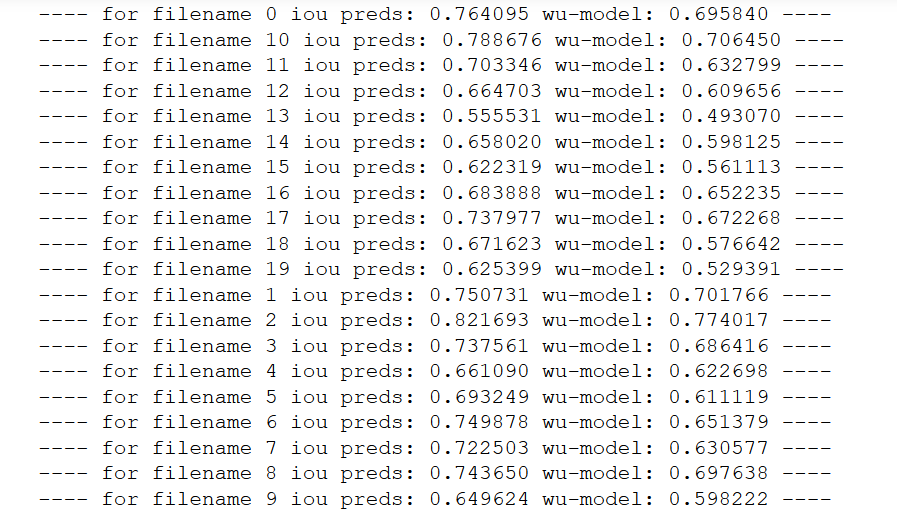 ---- for filename 0 iou preds: 0.764095 wu-model: 0.695840 ----
---- for filename 10 iou preds: 0.788676 wu-model: 0.706450 ----
---- for filename 11 iou preds: 0.703346 wu-model: 0.632799 ----
---- for filename 12 iou preds: 0.664703 wu-model: 0.609656 ----
---- for filename 13 iou preds: 0.555531 wu-model: 0.493070 ----
---- for filename 14 iou preds: 0.658020 wu-model: 0.598125 ----
---- for filename 15 iou preds: 0.622319 wu-model: 0.561113 ----
---- for filename 16 iou preds: 0.683888 wu-model: 0.652235 ----
---- for filename 17 iou preds: 0.737977 wu-model: 0.672268 ----
---- for filename 18 iou preds: 0.671623 wu-model: 0.576642 ----
---- for filename 19 iou preds: 0.625399 wu-model: 0.529391 ----
---- for filename 1 iou preds: 0.750731 wu-model: 0.701766 ----
---- for filename 2 iou preds: 0.821693 wu-model: 0.774017 ----
---- for filename 3 iou preds: 0.737561 wu-model: 0.686416 ----
---- for filename 4 iou preds: 0.661090 wu-model: 0.622698 ----
---- for filename 5 iou preds: 0.693249 wu-model: 0.611119 ----
---- for filename 6 iou preds: 0.749878 wu-model: 0.651379 ----
---- for filename 7 iou preds: 0.722503 wu-model: 0.630577 ----
---- for filename 8 iou preds: 0.743650 wu-model: 0.697638 ----
---- for filename 9 iou preds: 0.649624 wu-model: 0.598222 ----